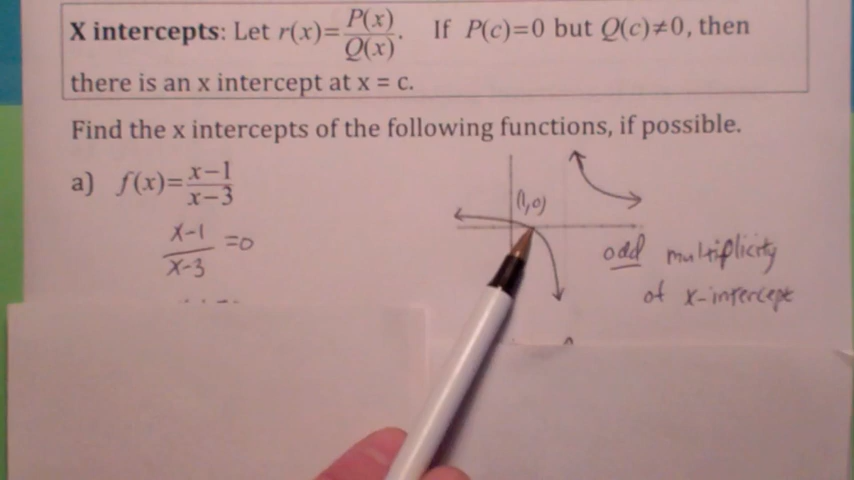 X intercepts: Let r(x)=P(x)/Q(x). If P(c)=0 but Q(c)≠0, then
there is an x intercept at x = c.
Find the x intercepts of the following functions, if possible.
a) f(x)=x−1/x−3
x-1/x-3 =0
(1,0)
odd multiplicity
of x-intercept